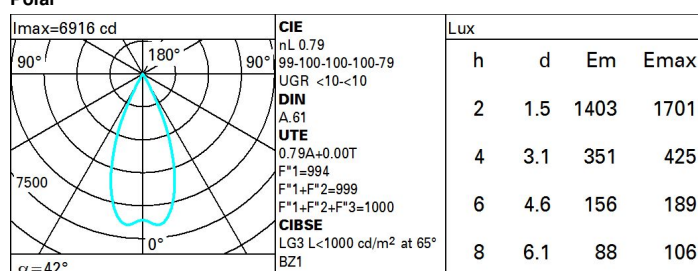 Polar
Imax=6916 cd
90° 180° 90°
7500
0°
α=42°
CIE
nL 0.79
99-100-100-100-79
UGR <10-<10
DIN
A.61
UTE
0.79A+0.00T
F"1=994
F"1+F"2=999
F"1+F"2+F"3=1000
CIBSE
LG3 L<1000 cd/m² at 65°
BZ1
Lux
h d Em Emax
2 1.5 1403 1701
4 3.1 351 425
6 4.6 156 189
8 6.1 88 106